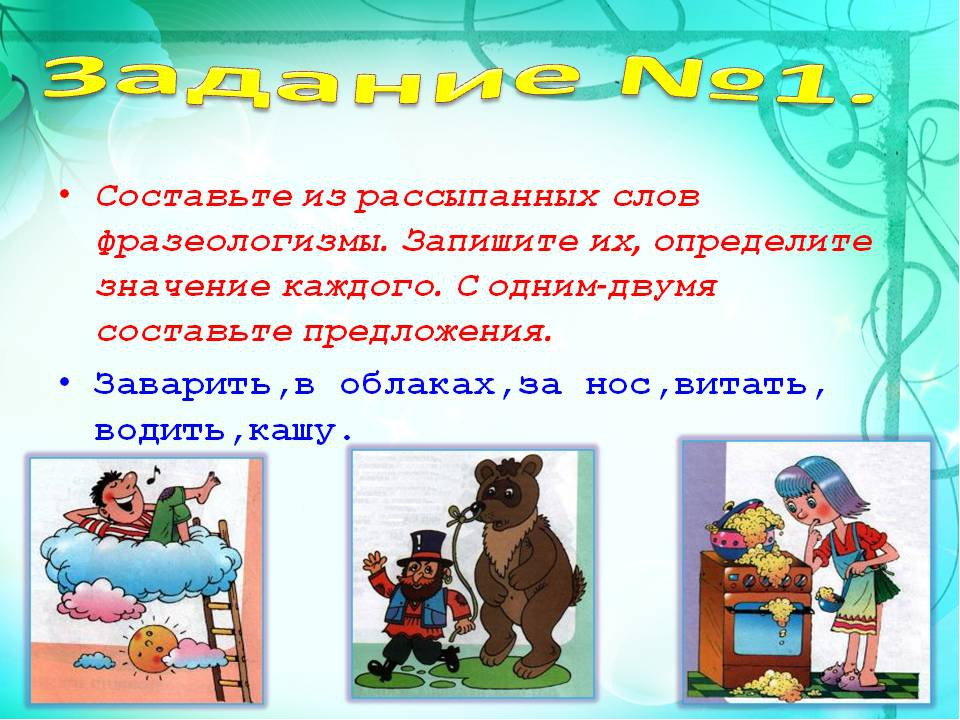 Задание №1.
• Составьте из рассыпанных слов
фразеологизмы. Запишите их, определите
значение каждого. С одним-двумя
составьте предложения.
• Заварить,в облаках,за нос,витать,
водить,кашу.